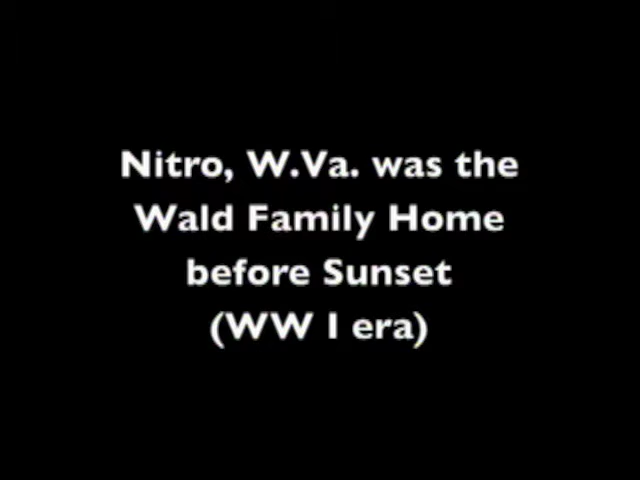 Nitro, W.Va. was the
Wald Family Home
before Sunset
(WW I era)